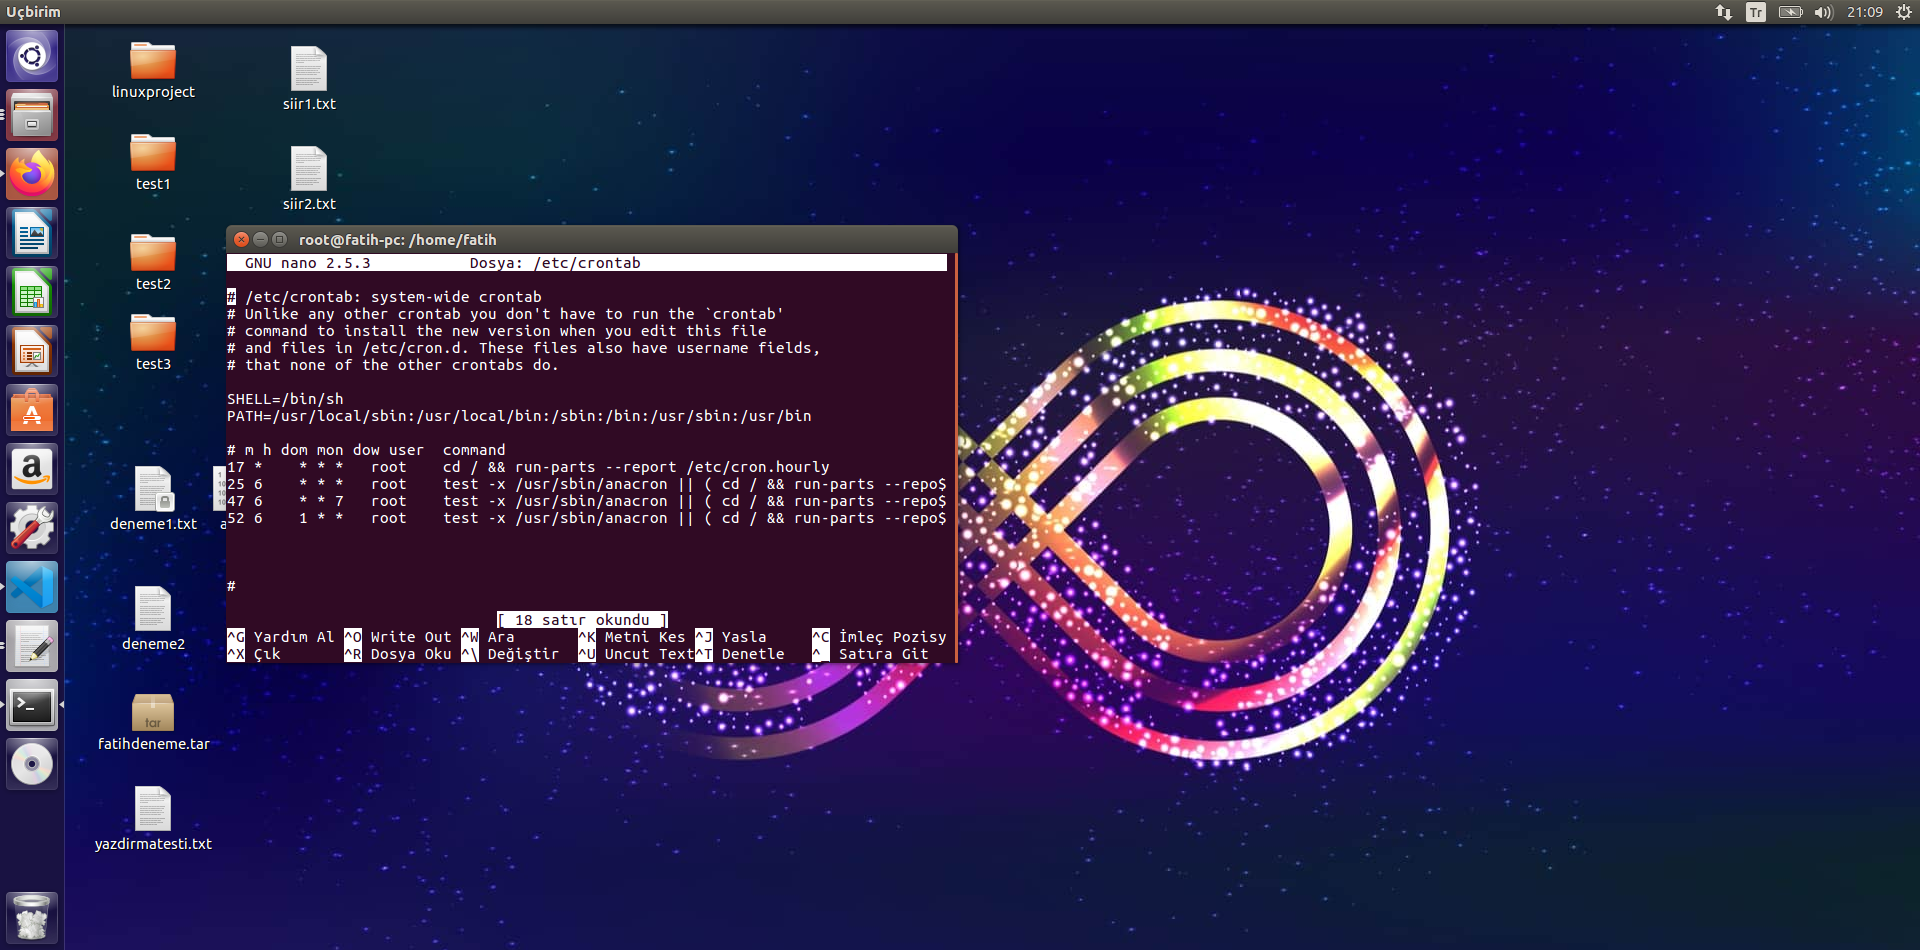 Uçbirim
Tr
21:09
linuxproject
siir1.txt
test1
siir2.txt
test2
test3
deneme1.txt
a
deneme2
tar
fatihdeneme.tar
yazdirmatesti.txt
root@fatih-pc: /home/fatih
GNU nano 2.5.3 Dosya: /etc/crontab
# /etc/crontab: system-wide crontab
# Unlike any other crontab you don't have to run the `crontab'
# command to install the new version when you edit this file
# and files in /etc/cron.d. These files also have username fields,
# that none of the other crontabs do.
SHELL=/bin/sh
PATH=/usr/local/sbin:/usr/local/bin:/sbin:/bin:/usr/sbin:/usr/bin
# m h dom mon dow user command
17 * * * * root cd / && run-parts --report /etc/cron.hourly
25 6 * * * root test -x /usr/sbin/anacron || ( cd / && run-parts --repo$
47 6 * * 7 root test -x /usr/sbin/anacron || ( cd / && run-parts --repo$
52 6 1 * * root test -x /usr/sbin/anacron || ( cd / && run-parts --repo$
#
[ 18 satır okundu ]
^G Yardım Al ^O Write Out ^W Ara ^K Metni Kes ^J Yasla ^C İmleç Pozisy
^X Çık ^R Dosya Oku ^\ Değiştir ^U Uncut Text ^T Denetle ^_ Satıra Git